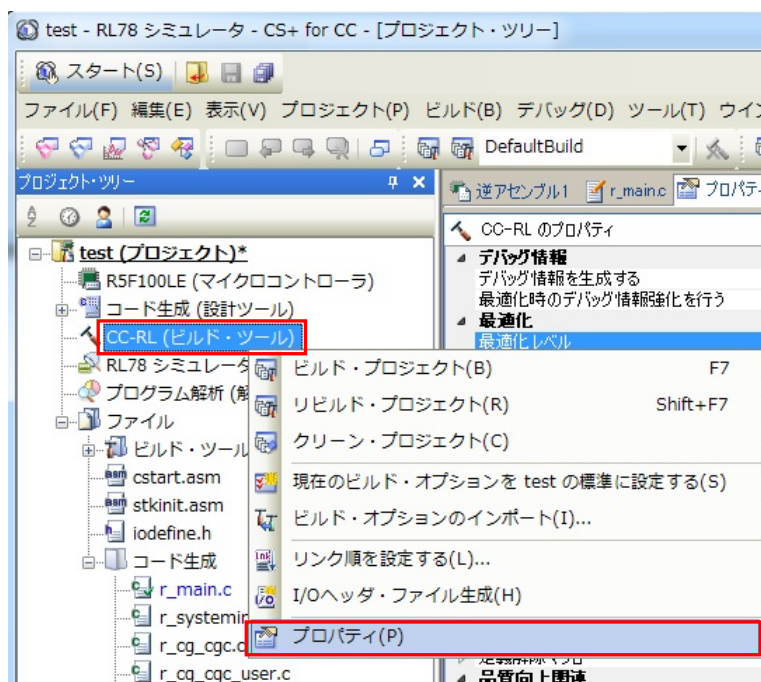 test - RL78 シミュレータ - CS+ for CC - [プロジェクト・ツリー]
スタート(S)
ファイル(F) 編集(E) 表示(V) プロジェクト(P) ビルド(B) デバッグ(D) ツール(T) ウイン
DefaultBuild
プロジェクト・ツリー
逆アセンブル1 r_main.c プロパティ
CC-RL のプロパティ
test (プロジェクト)*
デバッグ情報
R5F100LE (マイクロコントローラ)
デバッグ情報を生成する
コード生成 (設計ツール)
最適化時のデバッグ情報強化を行う
最適化
CC-RL (ビルド・ツール)
最適化レベル
RL78 シミュレータ
プログラム解析 (解
ファイル
ビルド・ツール
cstart.asm
stkinit.asm
iodefine.h
コード生成
r_main.c
r_systemin
r_cg_cgc.c
r_cg_cgc_user.c
ビルド・プロジェクト(B) F7
リビルド・プロジェクト(R) Shift+F7
クリーン・プロジェクト(C)
現在のビルド・オプションを test の標準に設定する(S)
ビルド・オプションのインポート(I)...
リンク順を設定する(L)...
I/Oヘッダ・ファイル生成(H)
プロパティ(P)
品質向上関連